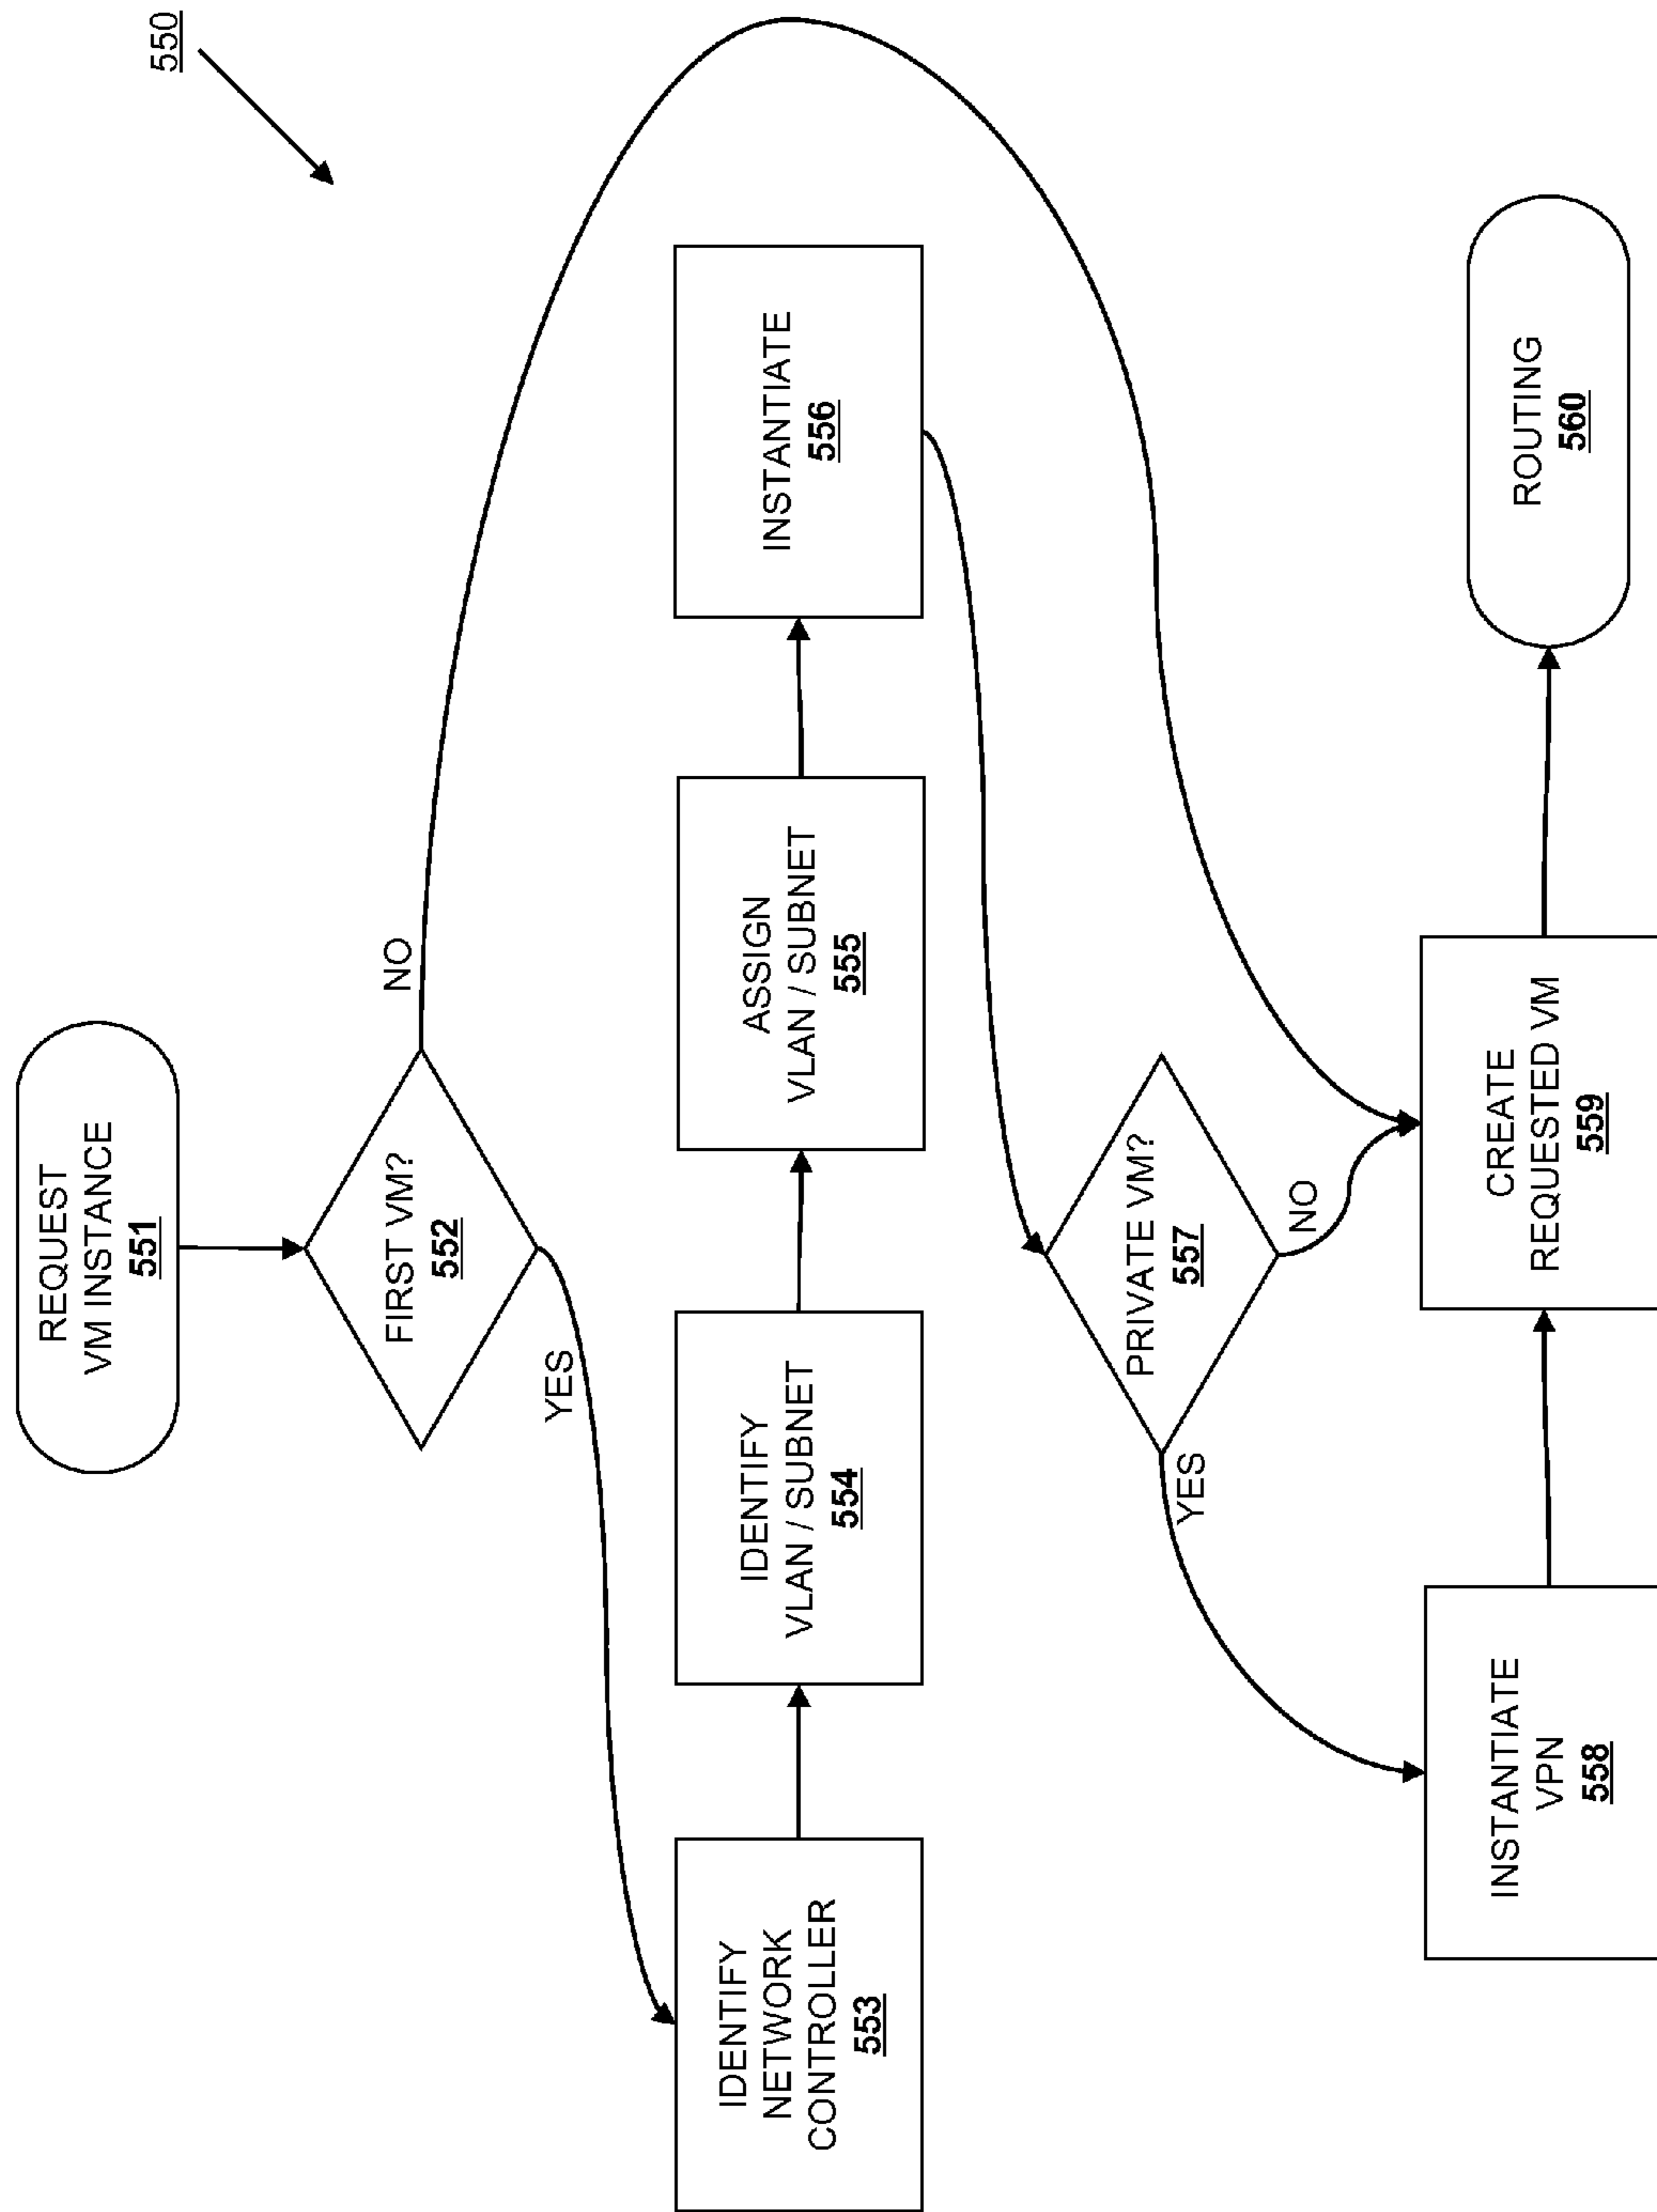 550
REQUEST
VM INSTANCE
551
FIRST VM?
552
NO
YES
IDENTIFY
NETWORK
CONTROLLER
553
IDENTIFY
VLAN / SUBNET
554
ASSIGN
VLAN / SUBNET
555
INSTANTIATE
556
PRIVATE VM?
557
YES
NO
INSTANTIATE
VPN
558
CREATE
REQUESTED VM
559
ROUTING
560